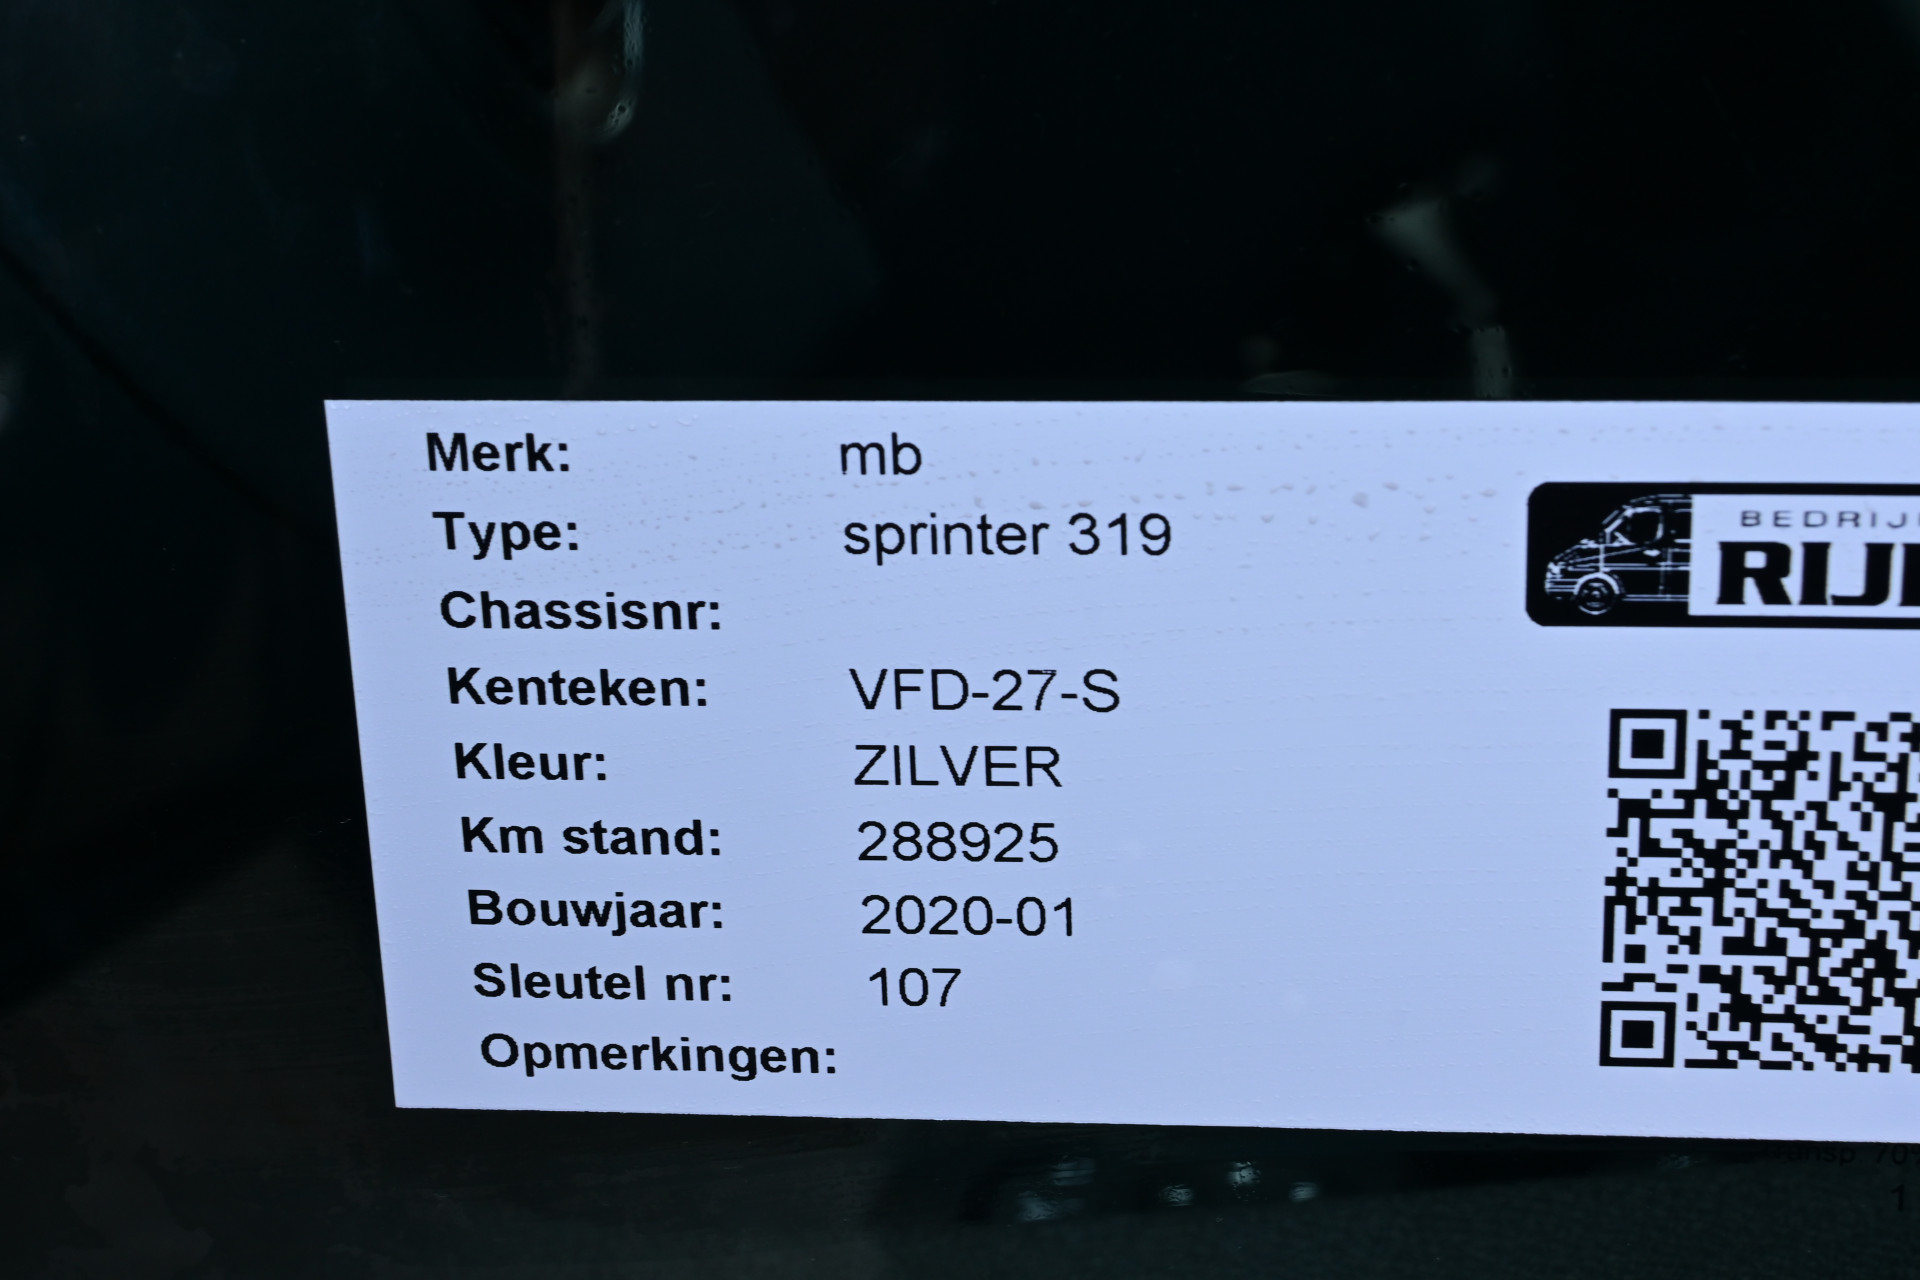 Merk: mb
Type: sprinter 319
Chassisnr:
Kenteken: VFD-27-S
Kleur: ZILVER
Km stand: 288925
Bouwjaar: 2020-01
Sleutel nr: 107
Opmerkingen:
BEDRIJ
RIJ